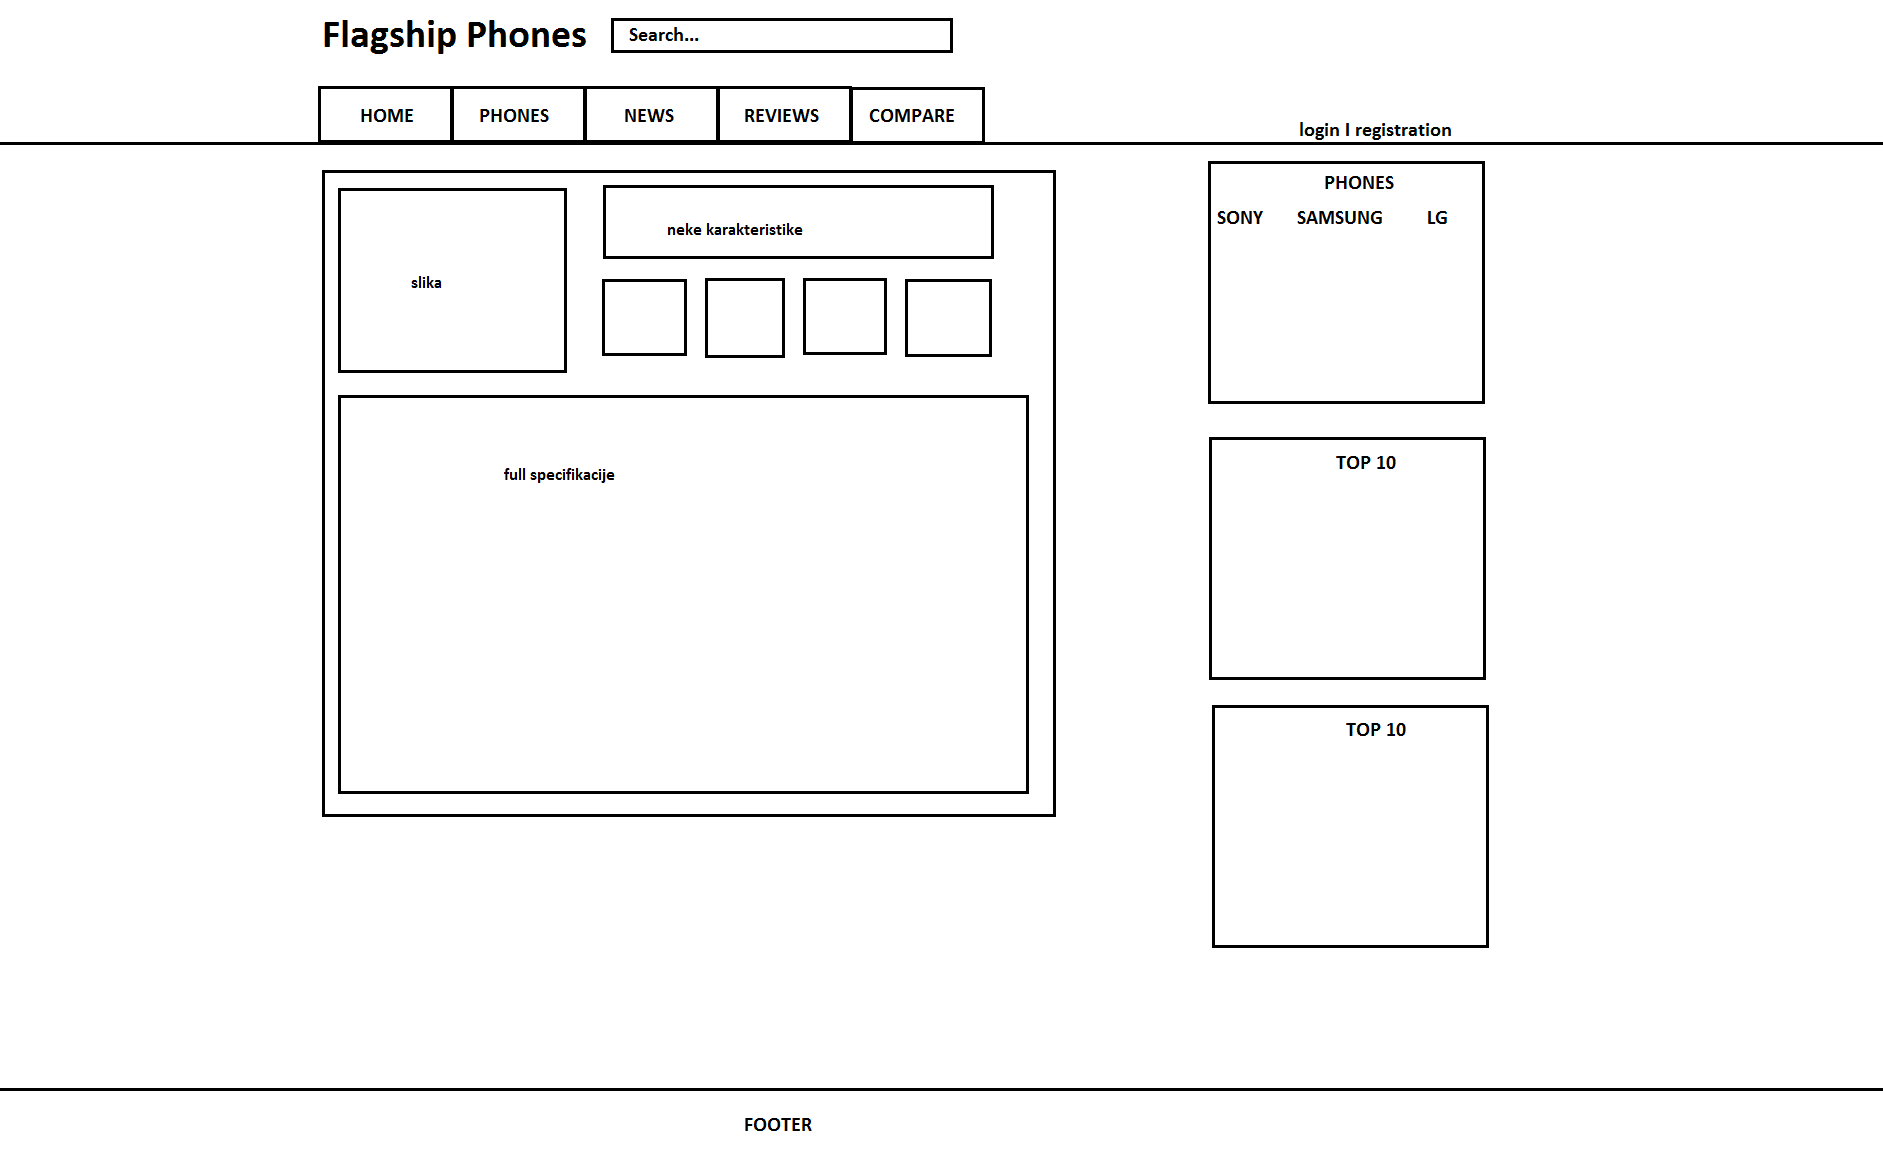 Flagship Phones
Search...
HOME PHONES NEWS REVIEWS COMPARE
login I registration
slika
neke karakteristike
full specifikacije
PHONES
SONY SAMSUNG LG
TOP 10
TOP 10
FOOTER